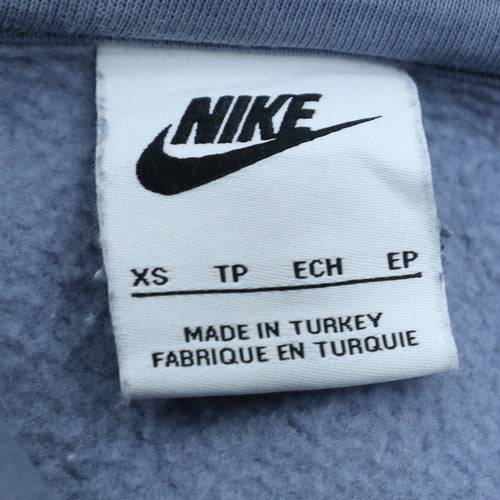 NIKE
XS TP ECH EP
MADE IN TURKEY
FABRIQUE EN TURQUIE